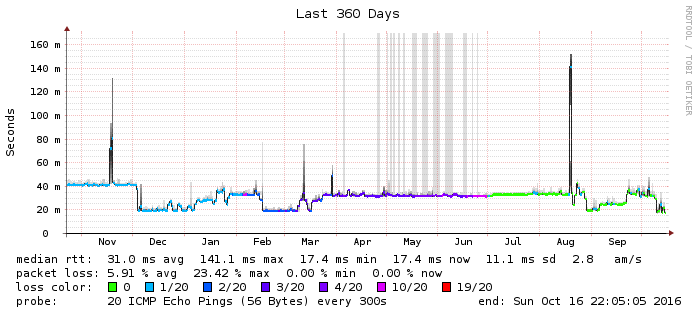 Last 360 Days
RRDTOOL / TOBI OETIKER
Seconds
160 m
140 m
120 m
100 m
80 m
60 m
40 m
20 m
0
Nov Dec Jan Feb Mar Apr May Jun Jul Aug Sep
median rtt: 31.0 ms avg 141.1 ms max 17.4 ms min 17.4 ms now 11.1 ms sd 2.8 am/s
packet loss: 5.91 % avg 23.42 % max 0.00 % min 0.00 % now
loss color: 0 1/20 2/20 3/20 4/20 10/20 19/20
probe: 20 ICMP Echo Pings (56 Bytes) every 300s end: Sun Oct 16 22:05:05 2016